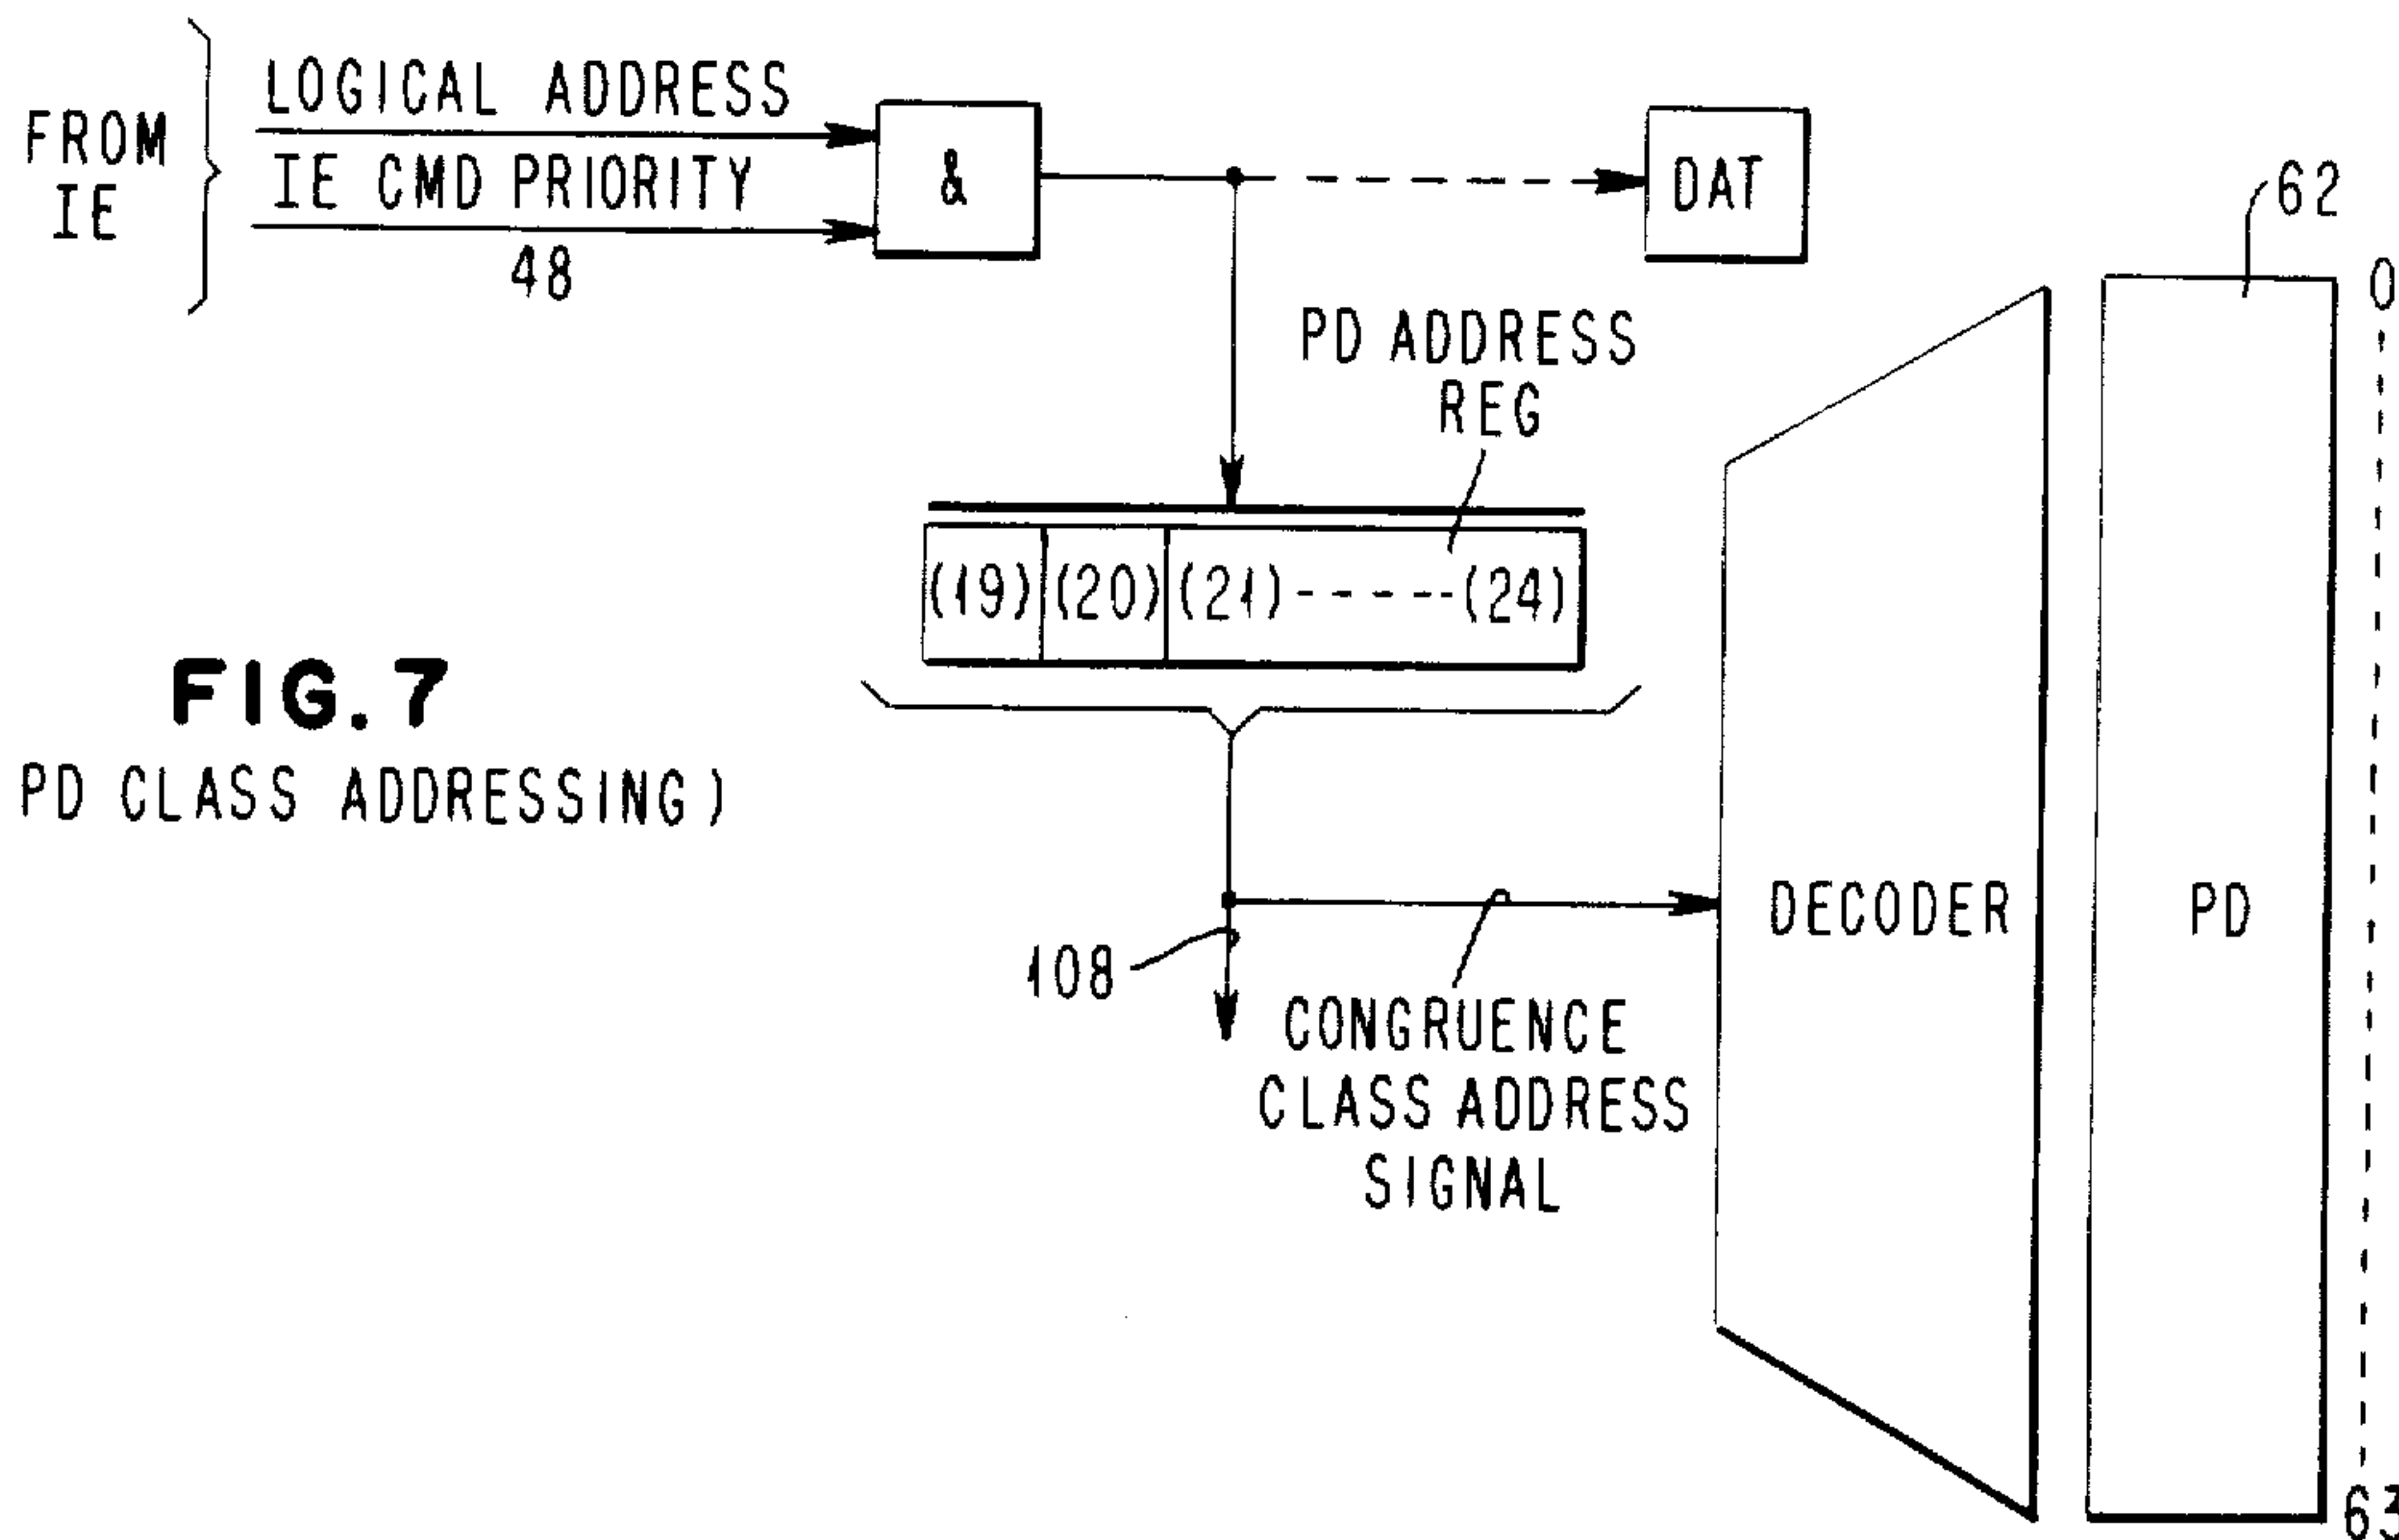 FROM
IE
LOGICAL ADDRESS
IE CMD PRIORITY
48
&
DAT
62
0
PD ADDRESS
REG
(19) (20) (21)-----(24)
FIG. 7
PD CLASS ADDRESSING)
DECODER
PD
108
CONGRUENCE
CLASS ADDRESS
SIGNAL
63